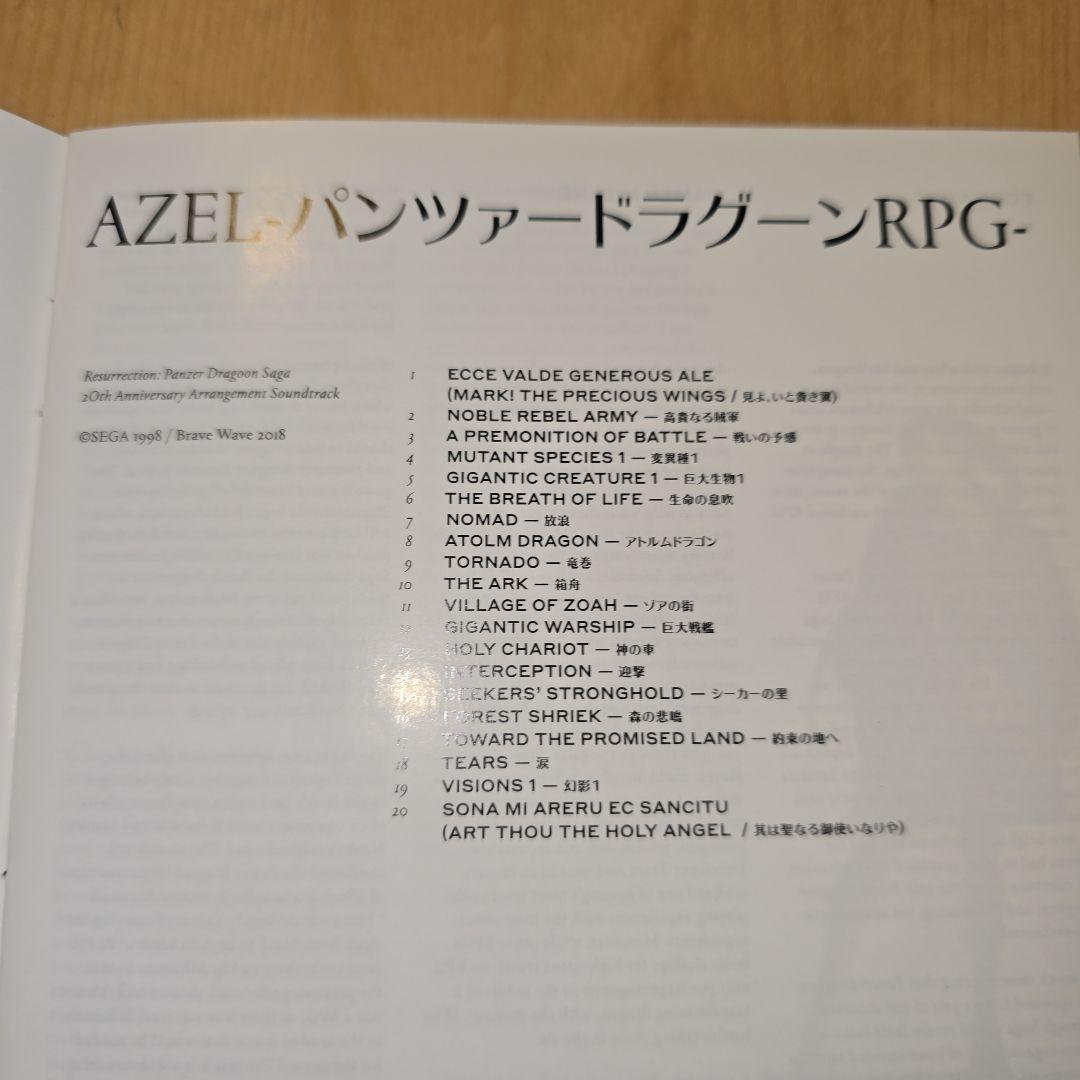 AZEL-パンツァードラグーンRPG-
Resurrection: Panzer Dragoon Saga
20th Anniversary Arrangement Soundtrack
©SEGA 1998 / Brave Wave 2018
1 ECCE VALDE GENEROUS ALE
(MARK! THE PRECIOUS WINGS / 見よ、いと貴き翼)
2 NOBLE REBEL ARMY — 高貴なる賊軍
3 A PREMONITION OF BATTLE — 戦いの予感
4 MUTANT SPECIES 1 — 変異種1
5 GIGANTIC CREATURE 1 — 巨大生物1
6 THE BREATH OF LIFE — 生命の息吹
7 NOMAD — 放浪
8 ATOLM DRAGON — アトルムドラゴン
9 TORNADO — 竜巻
10 THE ARK — 箱舟
11 VILLAGE OF ZOAH — ゾアの街
12 GIGANTIC WARSHIP — 巨大戦艦
HOLY CHARIOT — 神の車
INTERCEPTION — 迎撃
SEEKERS' STRONGHOLD — シーカーの里
16 FOREST SHRIEK — 森の悲鳴
17 TOWARD THE PROMISED LAND — 約束の地へ
18 TEARS — 涙
19 VISIONS 1 — 幻影1
20 SONA MI ARERU EC SANCITU
(ART THOU THE HOLY ANGEL / 其は聖なる御使いなりや)